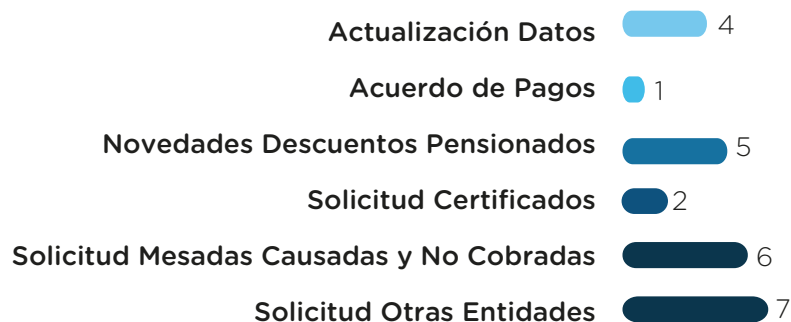 Actualización Datos 4
Acuerdo de Pagos 1
Novedades Descuentos Pensionados 5
Solicitud Certificados 2
Solicitud Mesadas Causadas y No Cobradas 6
Solicitud Otras Entidades 7